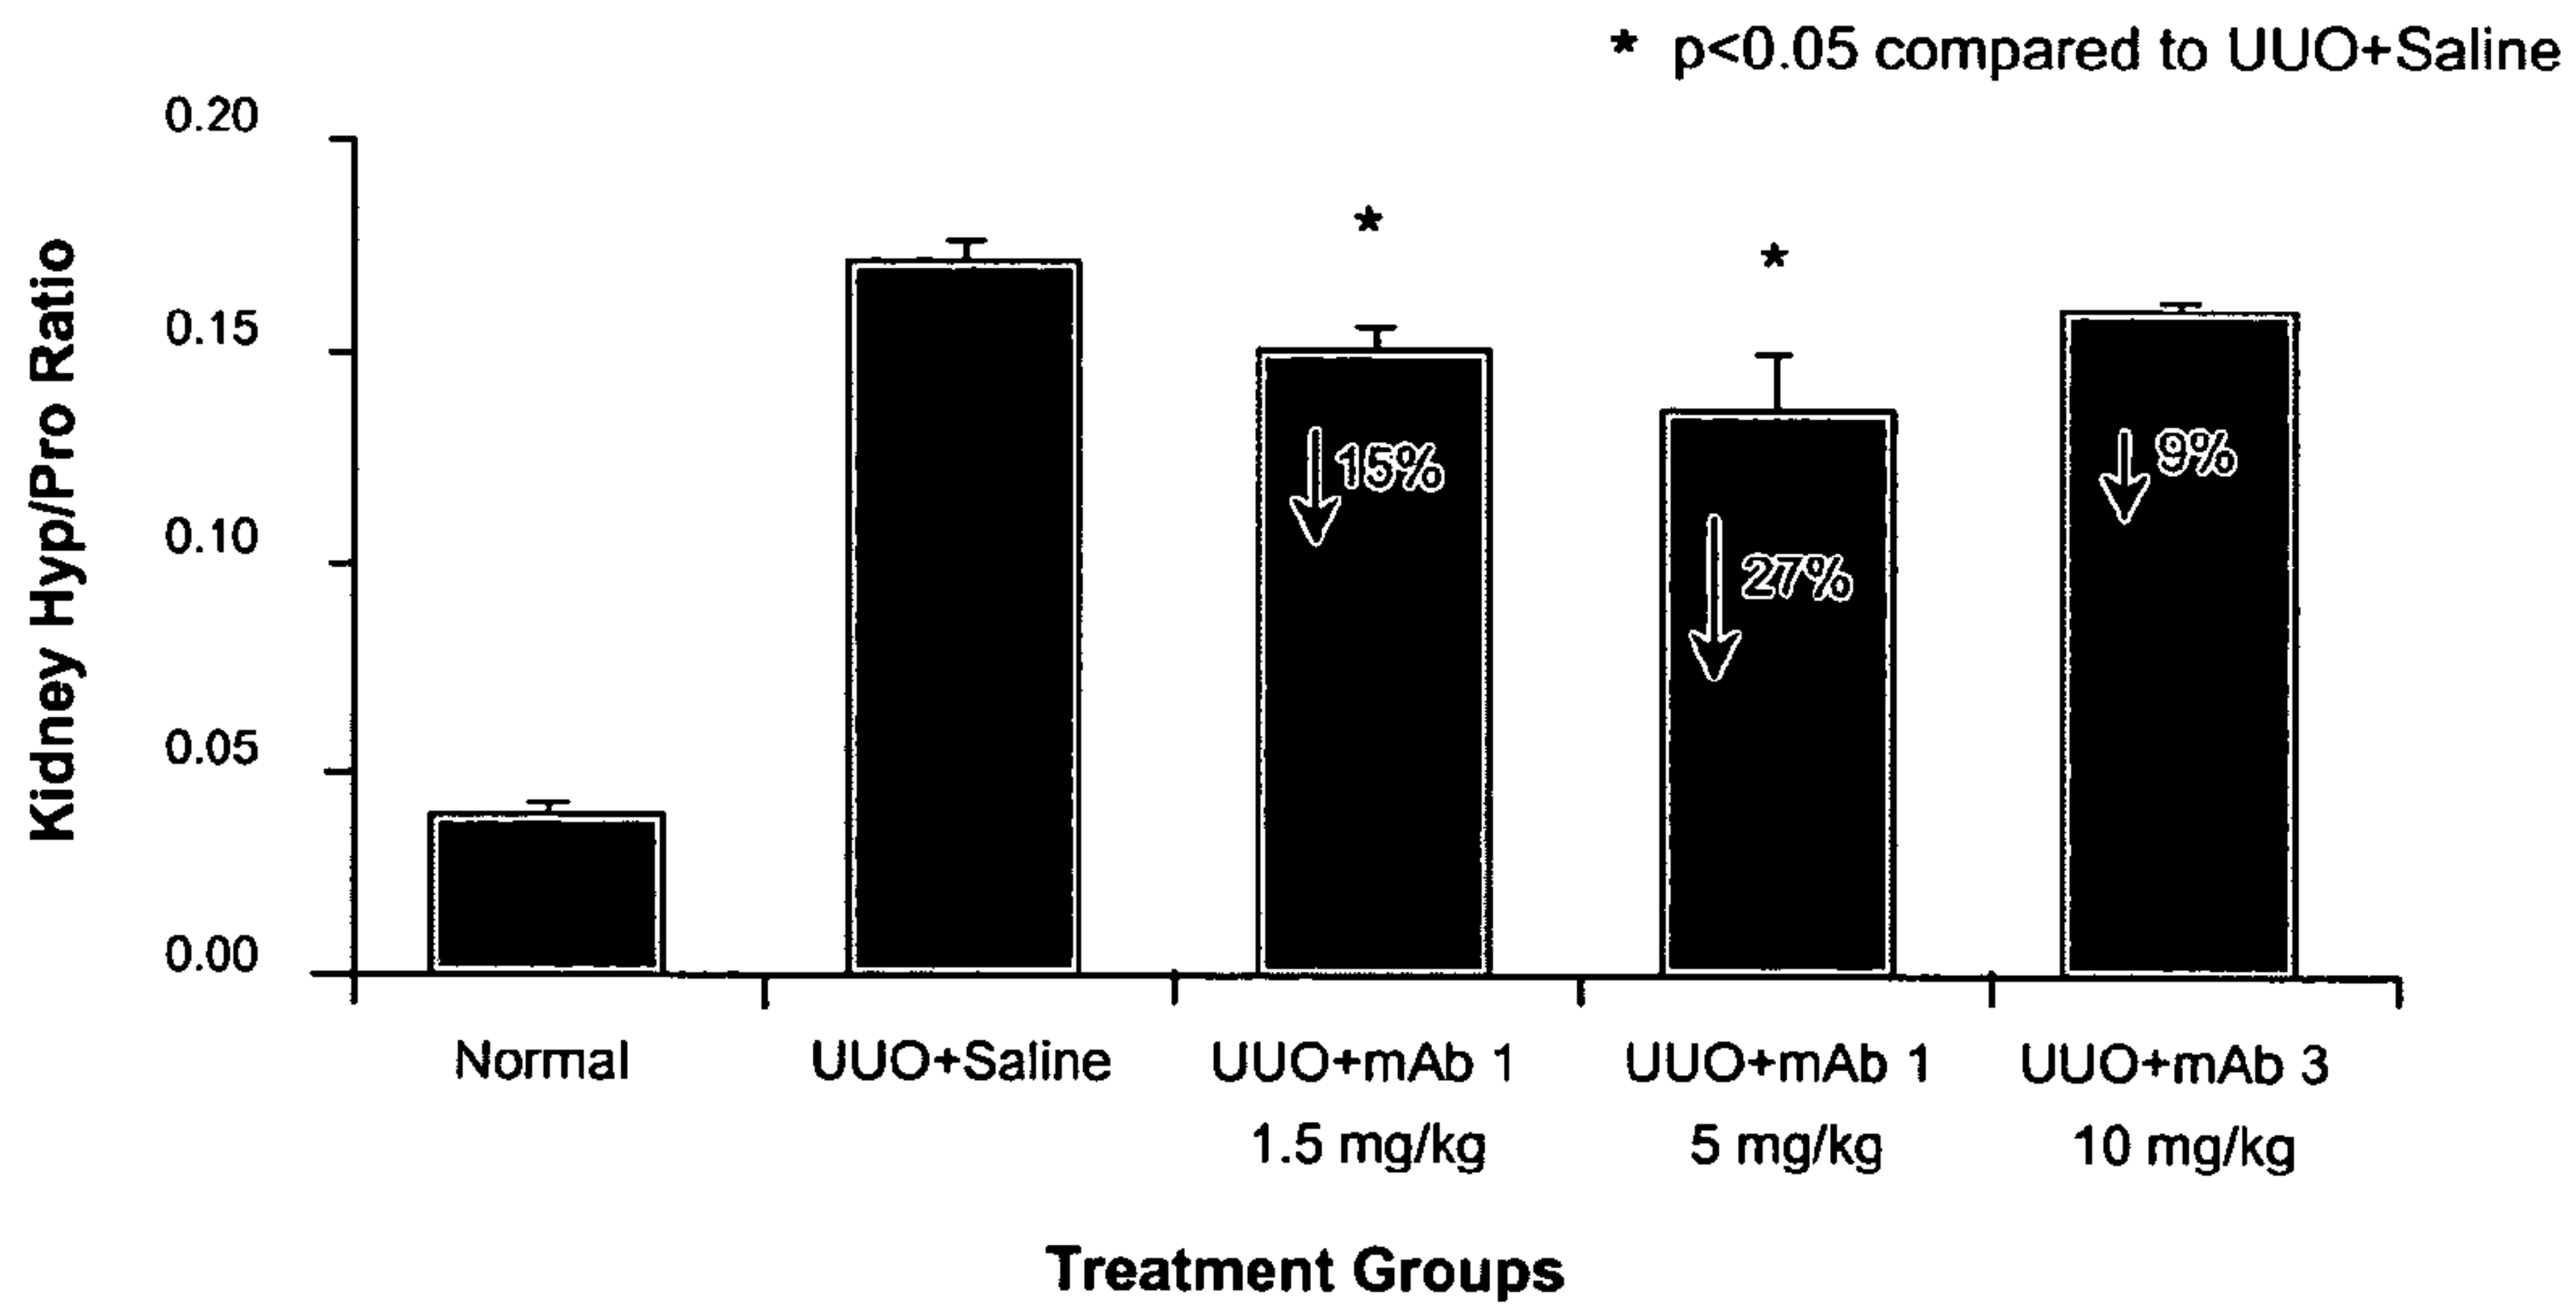 * p<0.05 compared to UUO+Saline
Kidney Hyp/Pro Ratio
0.20
0.15
0.10
0.05
0.00
*
*
15%
27%
9%
Normal UUO+Saline UUO+mAb 1 UUO+mAb 1 UUO+mAb 3
1.5 mg/kg 5 mg/kg 10 mg/kg
Treatment Groups